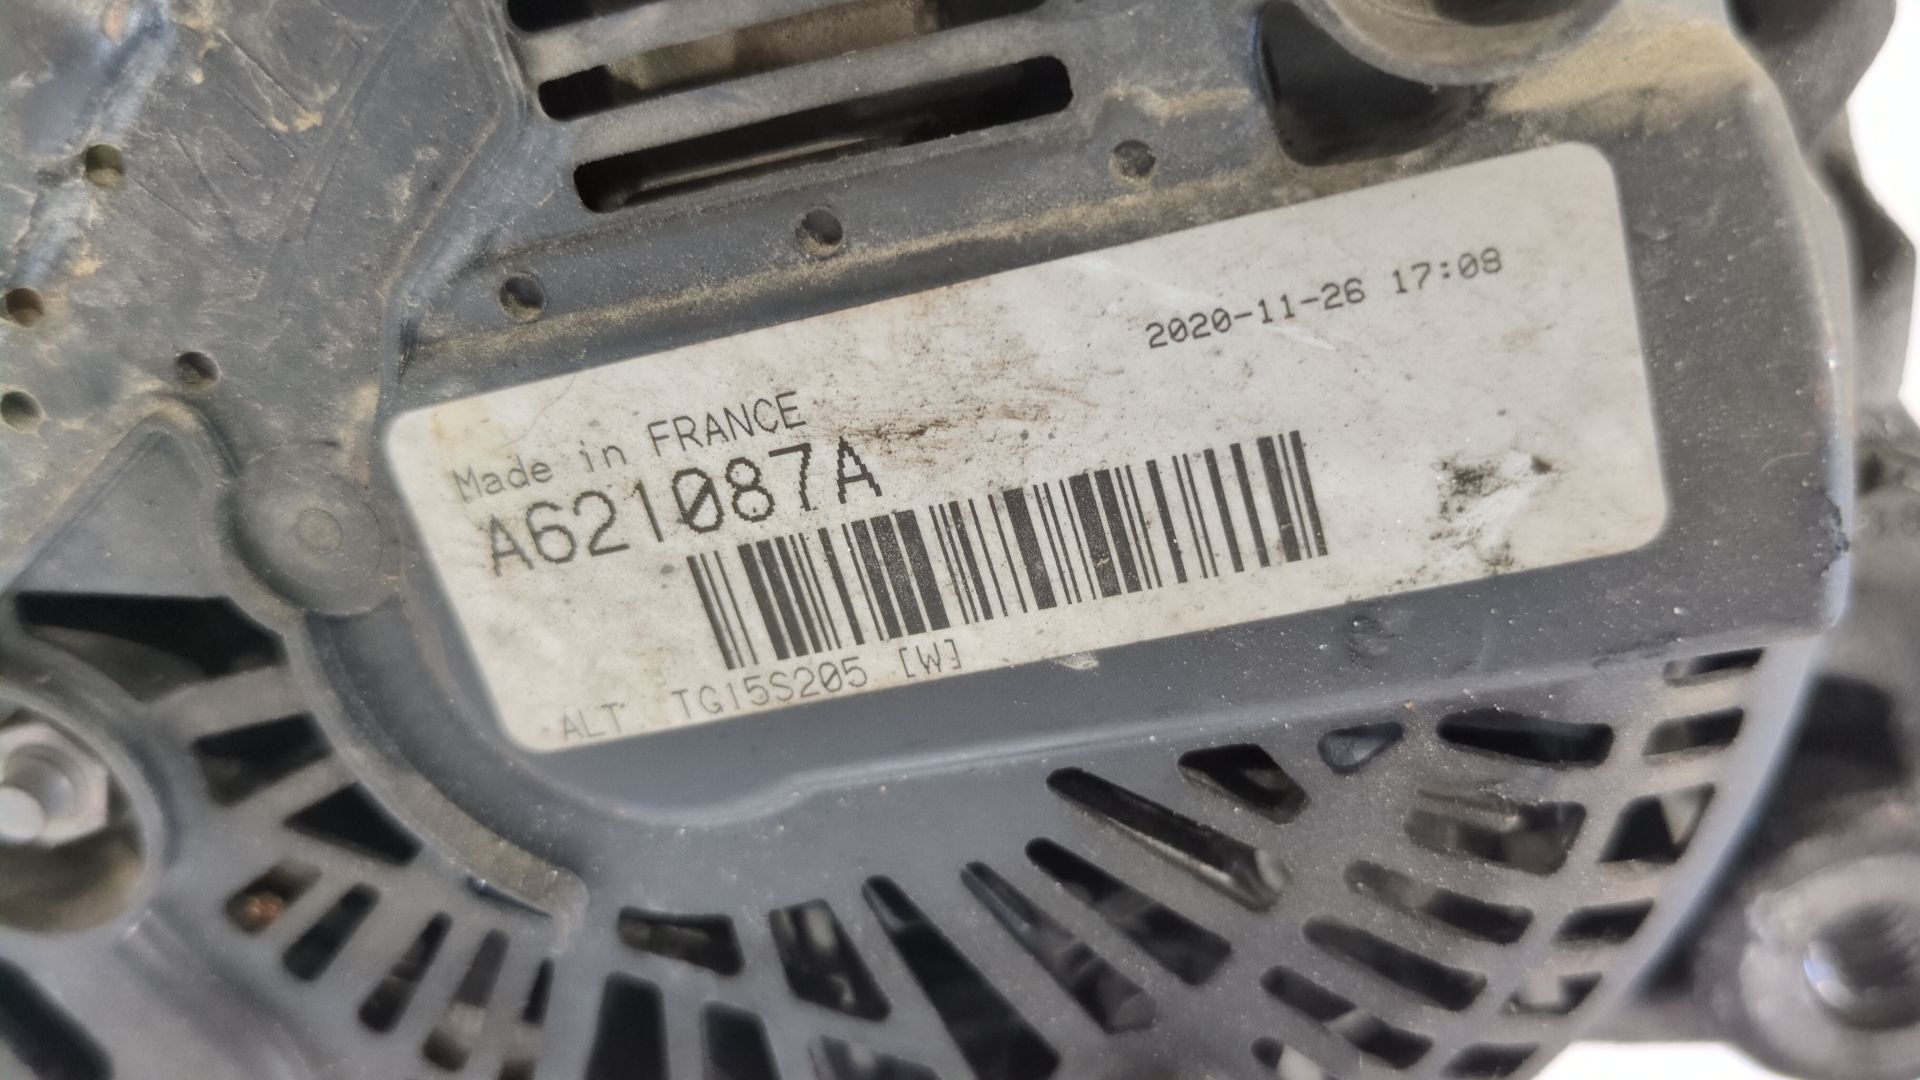 2020-11-26 17:08
Made in FRANCE
A621087A
ALT. TG15S205 [W]